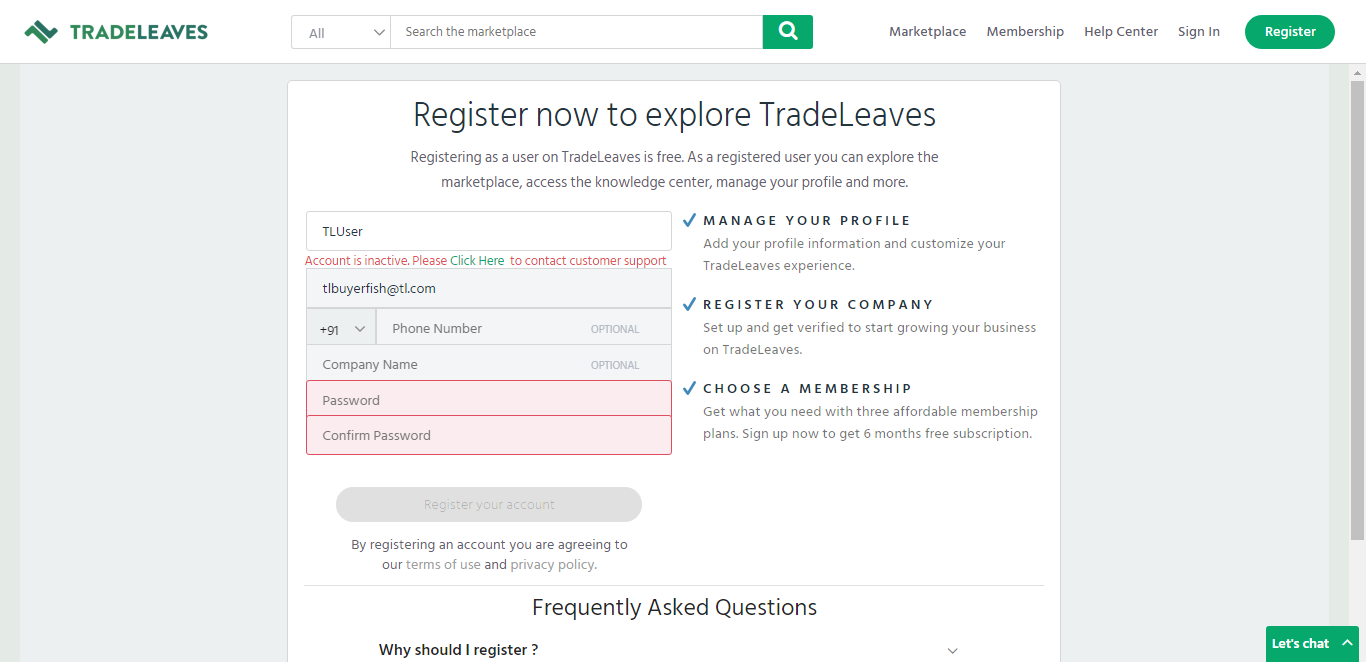 TRADELEAVES
All
Search the marketplace
Marketplace
Membership
Help Center
Sign In
Register
Register now to explore TradeLeaves
Registering as a user on TradeLeaves is free. As a registered user you can explore the
marketplace, access the knowledge center, manage your profile and more.
TLUser
Account is inactive. Please Click Here to contact customer support
tlbuyerfish@tl.com
+91
Phone Number
OPTIONAL
Company Name
OPTIONAL
Password
Confirm Password
Register your account
By registering an account you are agreeing to
our terms of use and privacy policy.
MANAGE YOUR PROFILE
Add your profile information and customize your
TradeLeaves experience.
REGISTER YOUR COMPANY
Set up and get verified to start growing your business
on TradeLeaves.
CHOOSE A MEMBERSHIP
Get what you need with three affordable membership
plans. Sign up now to get 6 months free subscription.
Frequently Asked Questions
Why should I register ?
Let's chat